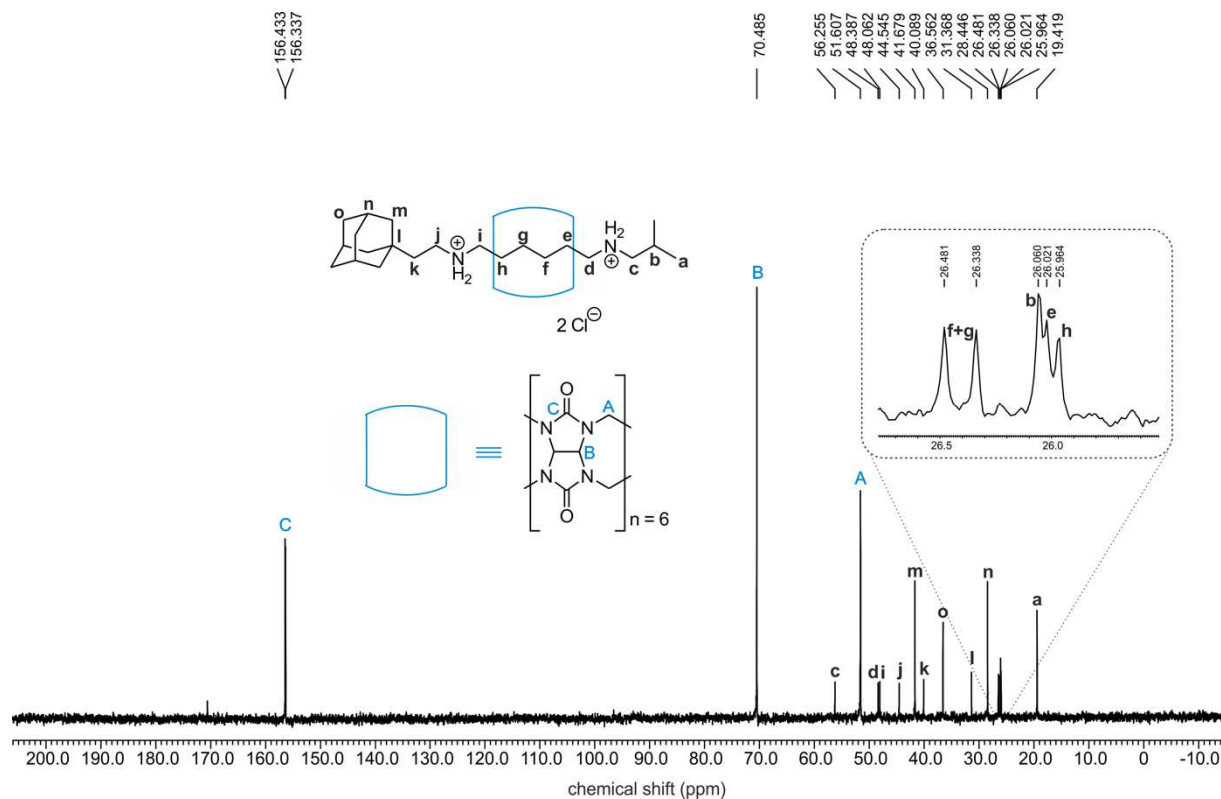 156.433
156.337
70.485
56.255
51.607
48.387
48.062
44.545
41.679
40.089
36.562
31.368
28.446
26.481
26.338
26.060
26.021
25.964
19.419
o n m
l j i g e NH₂ b
k N⊕ H₂ h f d ⊕ c a
2 Cl⊖
C O A
N N
B
N N
O
n = 6
26.481
26.338
26.060
26.021
25.964
f+g b e h
26.5 26.0
C
B
A
c d i j m k o l n a
200.0 190.0 180.0 170.0 160.0 150.0 140.0 130.0 120.0 110.0 100.0 90.0 80.0 70.0 60.0 50.0 40.0 30.0 20.0 10.0 0 -10.0
chemical shift (ppm)